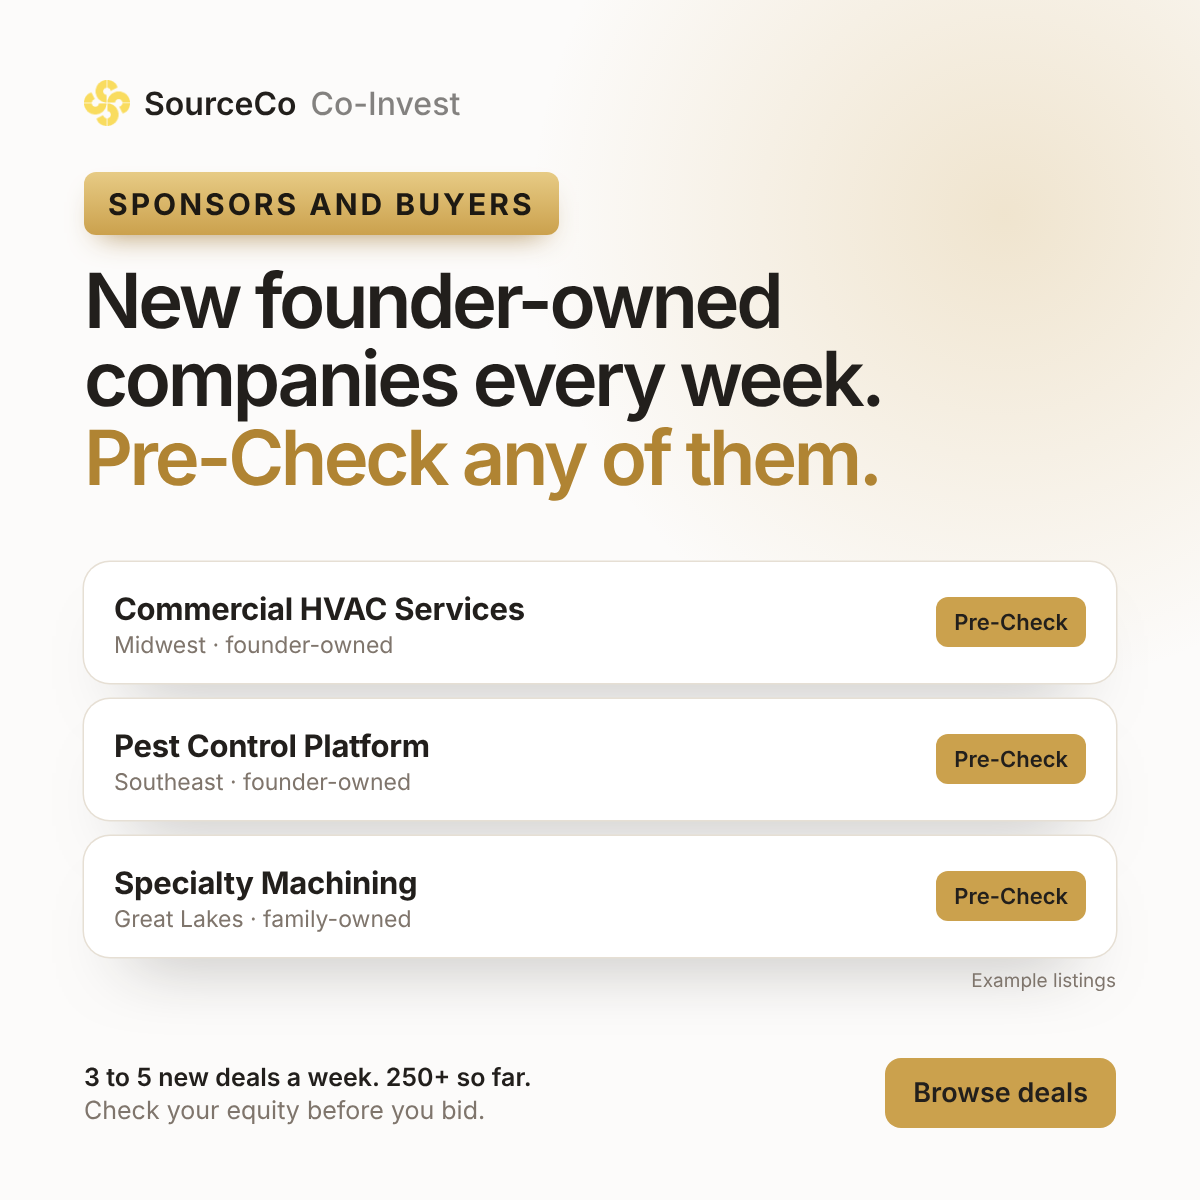 SourceCo Co-Invest
SPONSORS AND BUYERS
New founder-owned
companies every week.
Pre-Check any of them.
Commercial HVAC Services
Midwest · founder-owned
Pre-Check
Pest Control Platform
Southeast · founder-owned
Pre-Check
Specialty Machining
Great Lakes · family-owned
Pre-Check
Example listings
3 to 5 new deals a week. 250+ so far.
Check your equity before you bid.
Browse deals